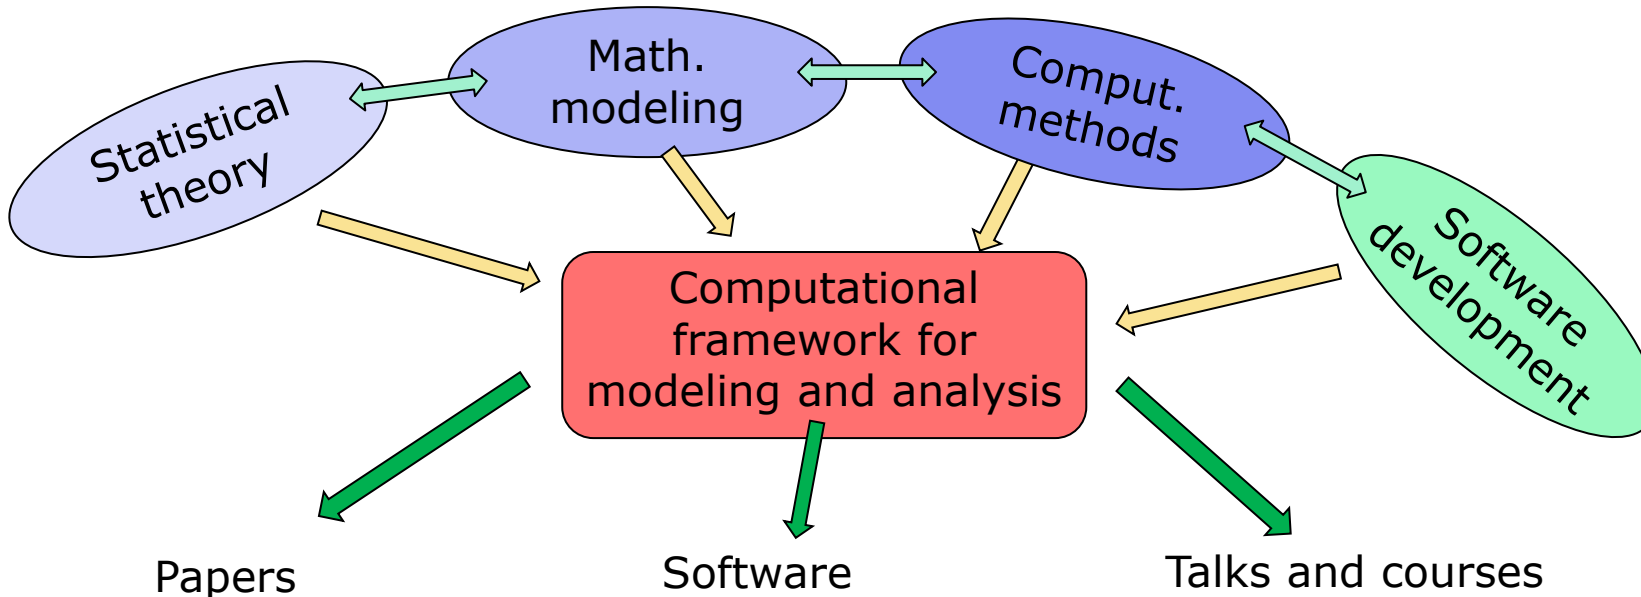 Statistical
theory
Math.
modeling
Comput.
methods
Software
development
Computational
framework for
modeling and analysis
Papers
Software
Talks and courses